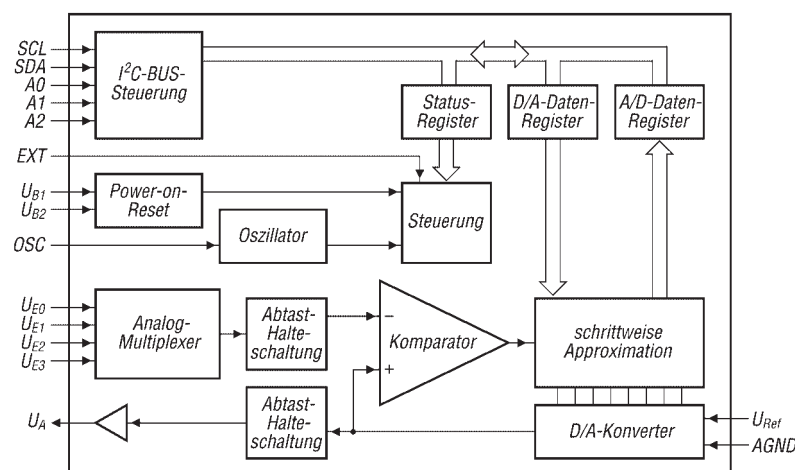 SCL
SDA
A0
A1
A2
I²C-BUS-
Steuerung
Status-
Register
D/A-Daten-
Register
A/D-Daten-
Register
EXT
U_B1
U_B2
Power-on-
Reset
Steuerung
OSC
Oszillator
U_E0
U_E1
U_E2
U_E3
Analog-
Multiplexer
Abtast-
Halte-
schaltung
−
Komparator
+
schrittweise
Approximation
U_A
Abtast-
Halte-
schaltung
D/A-Konverter
U_Ref
AGND